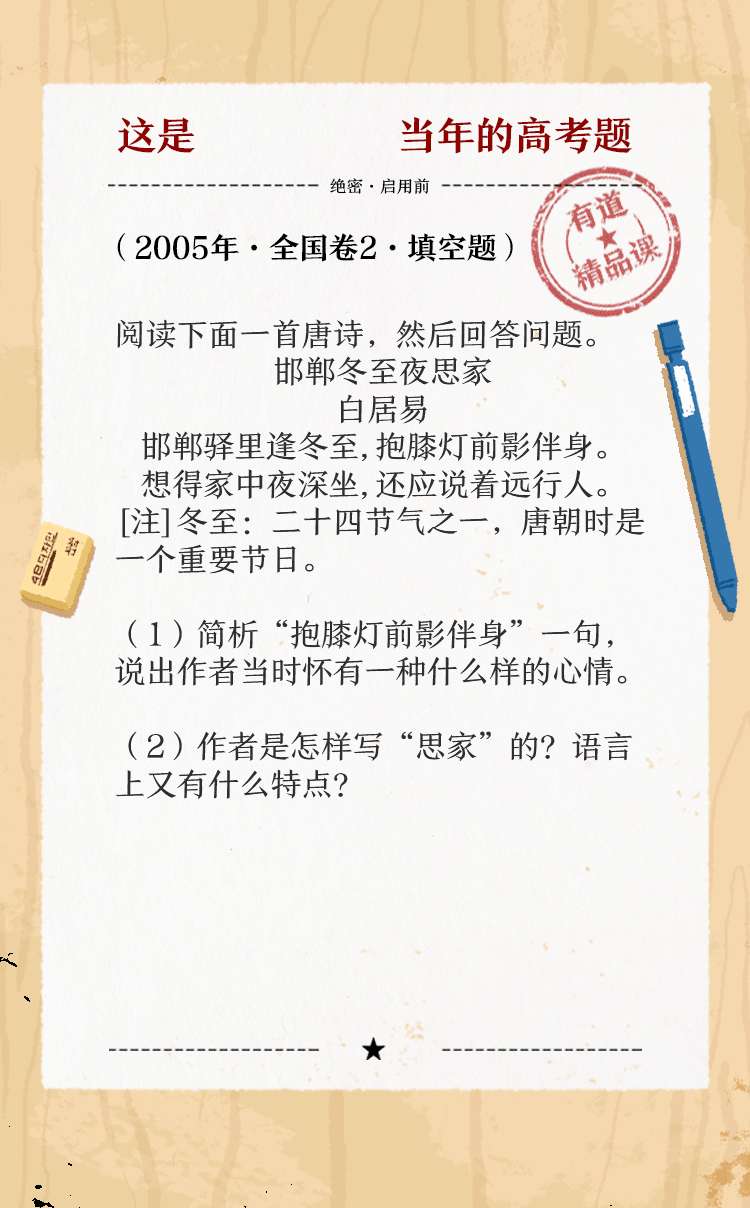 这是 当年的高考题
绝密·启用前
（2005年·全国卷2·填空题）
有道
精品课
阅读下面一首唐诗，然后回答问题。
邯郸冬至夜思家
白居易
邯郸驿里逢冬至,抱膝灯前影伴身。
想得家中夜深坐,还应说着远行人。
[注]冬至：二十四节气之一，唐朝时是
一个重要节日。
（1）简析“抱膝灯前影伴身”一句，
说出作者当时怀有一种什么样的心情。
（2）作者是怎样写“思家”的？语言
上又有什么特点？